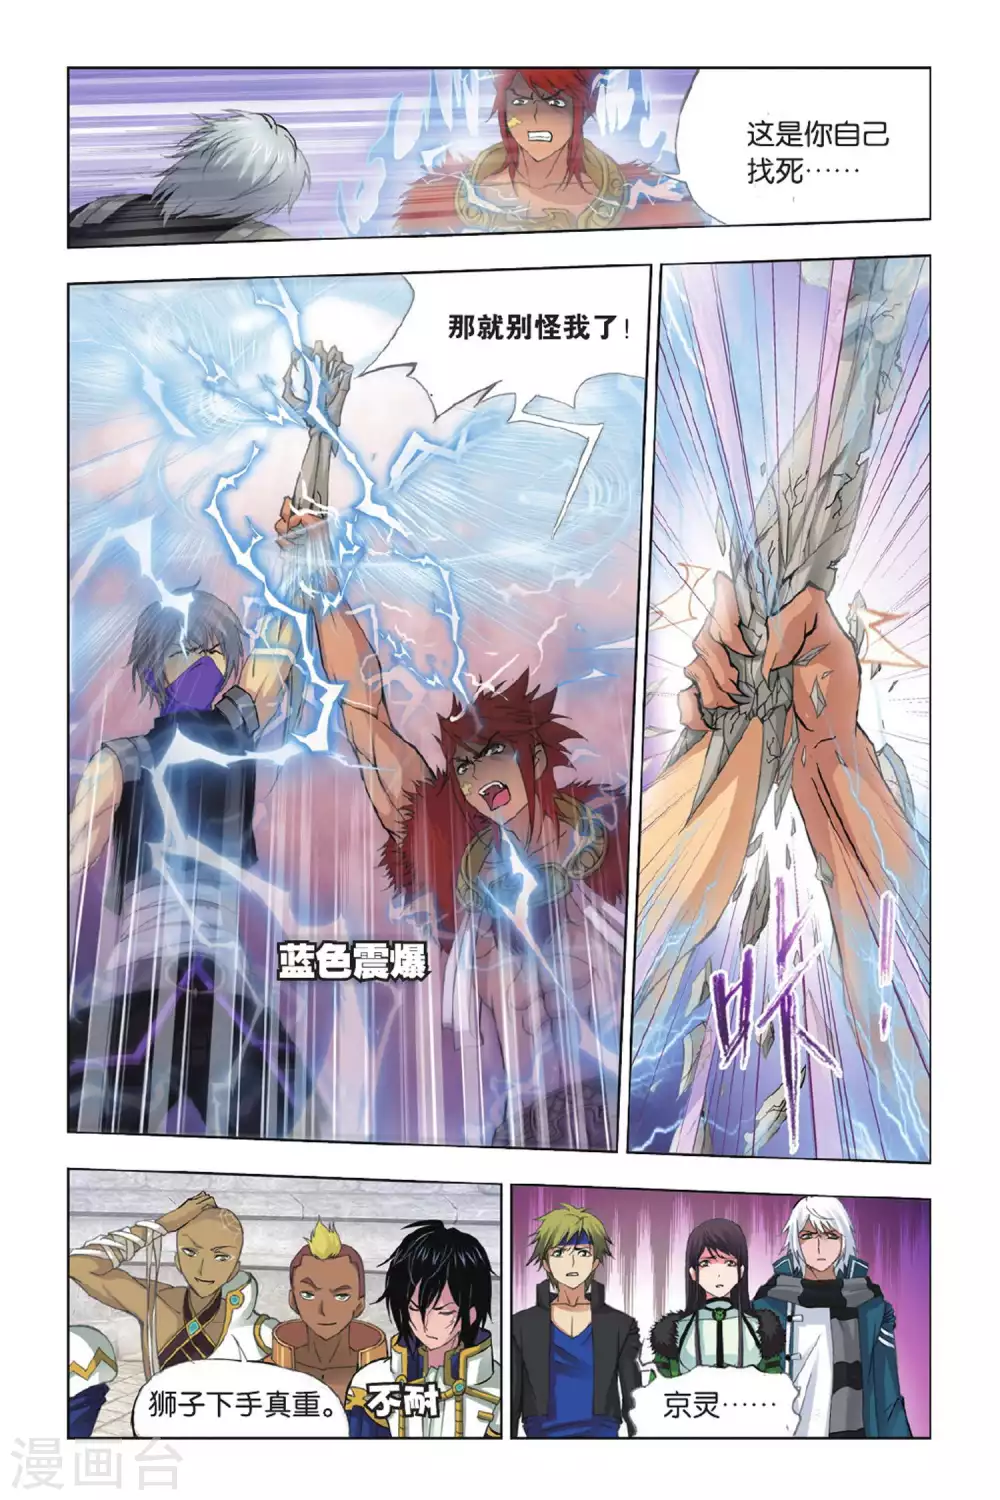 这是你自己
找死……
那就别怪我了！
蓝色震爆
咔！
狮子下手真重。
不耐
京灵……
漫画台